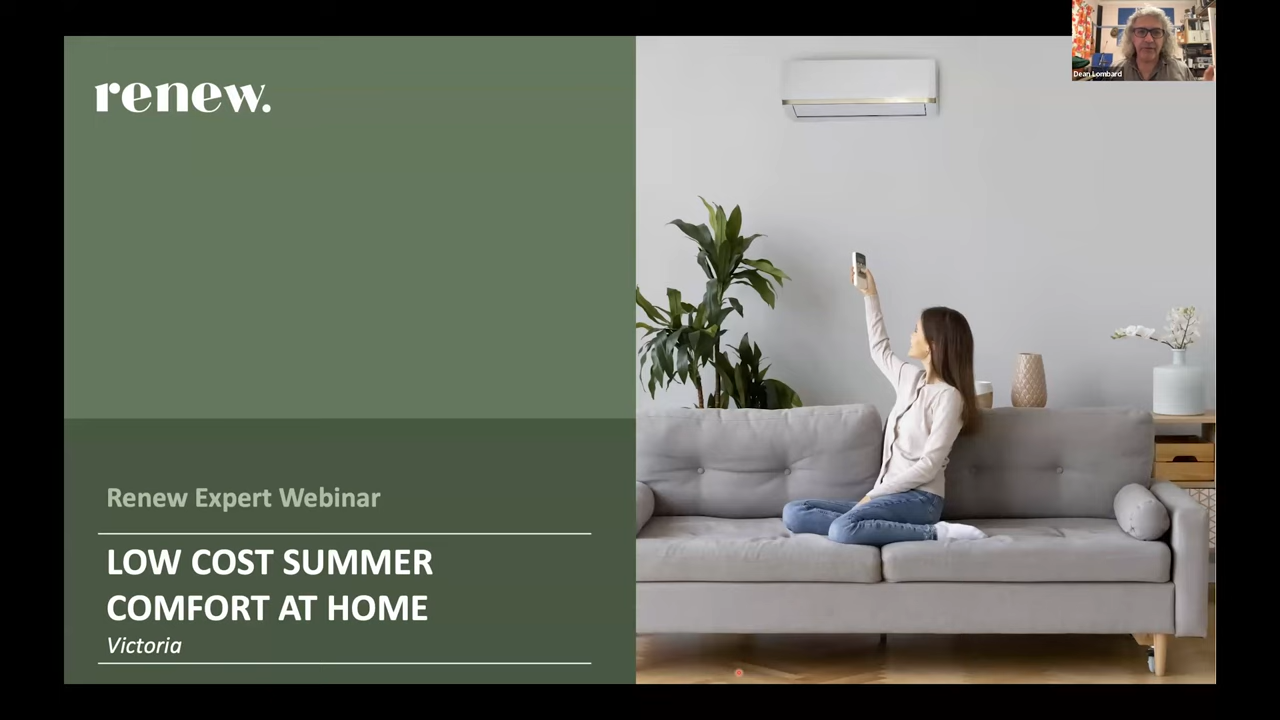 renew.
Dean Lombard
Renew Expert Webinar
LOW COST SUMMER
COMFORT AT HOME
Victoria